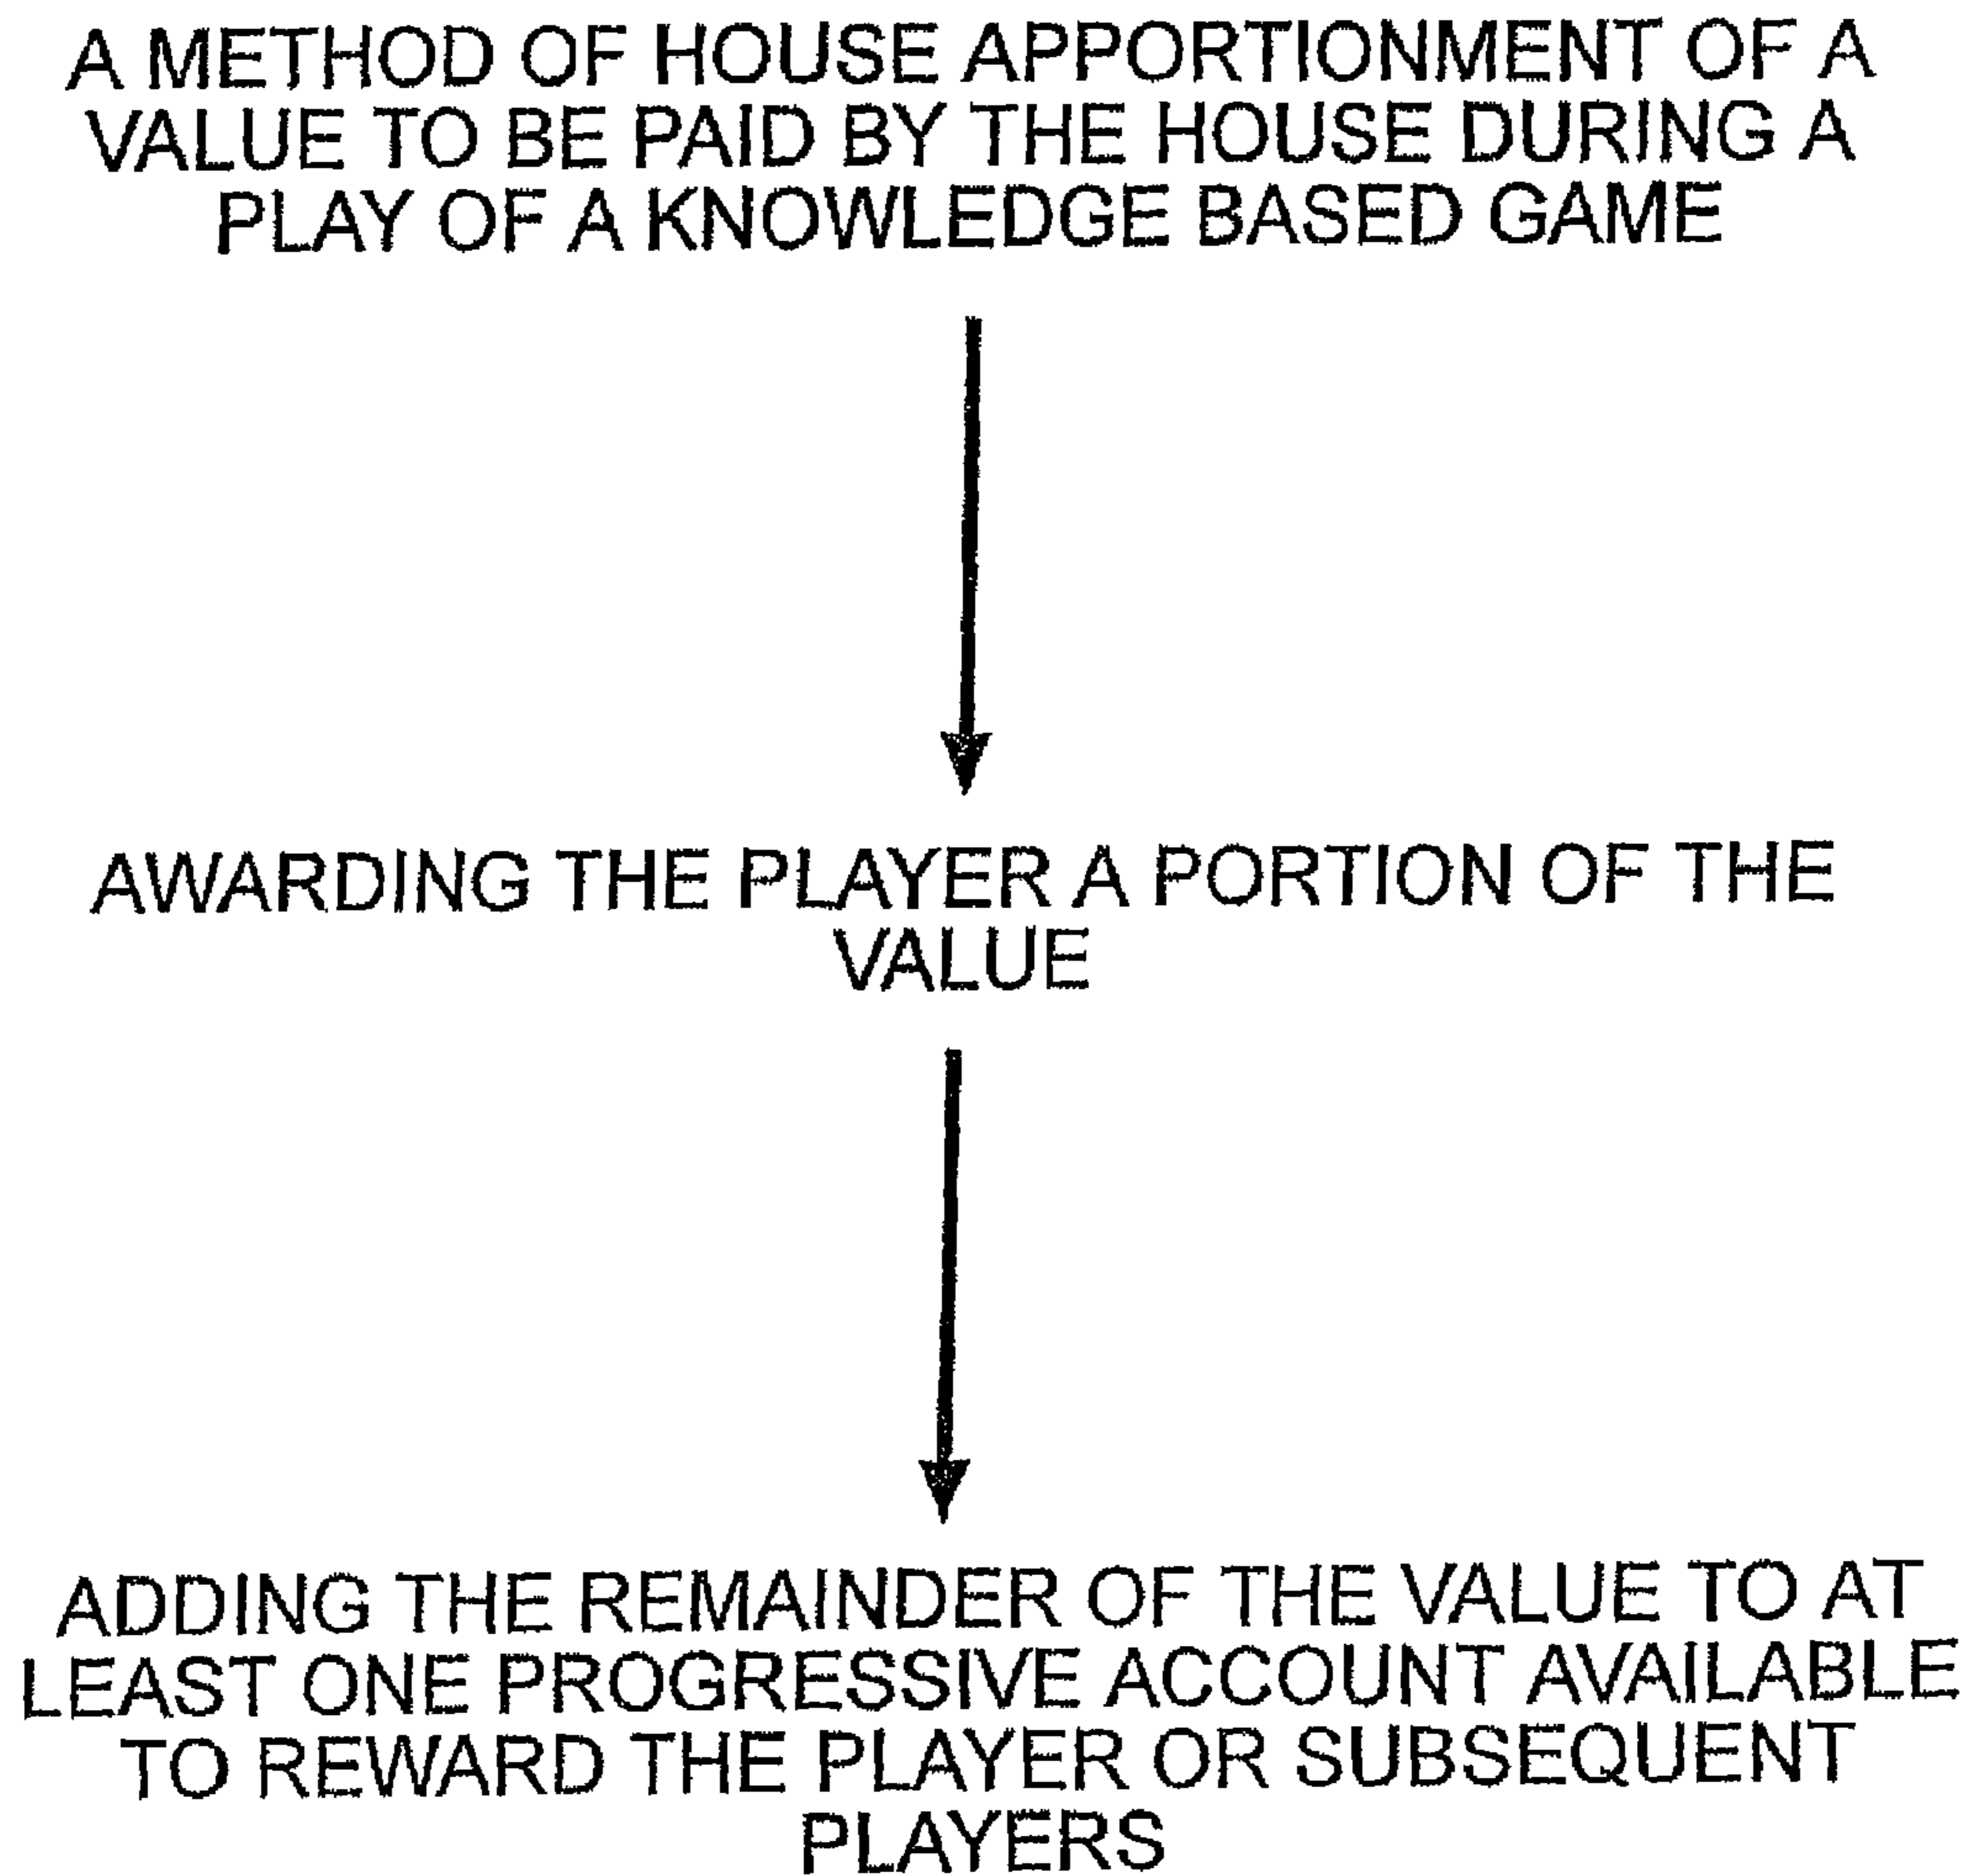 A METHOD OF HOUSE APPORTIONMENT OF A
VALUE TO BE PAID BY THE HOUSE DURING A
PLAY OF A KNOWLEDGE BASED GAME
AWARDING THE PLAYER A PORTION OF THE
VALUE
ADDING THE REMAINDER OF THE VALUE TO AT
LEAST ONE PROGRESSIVE ACCOUNT AVAILABLE
TO REWARD THE PLAYER OR SUBSEQUENT
PLAYERS